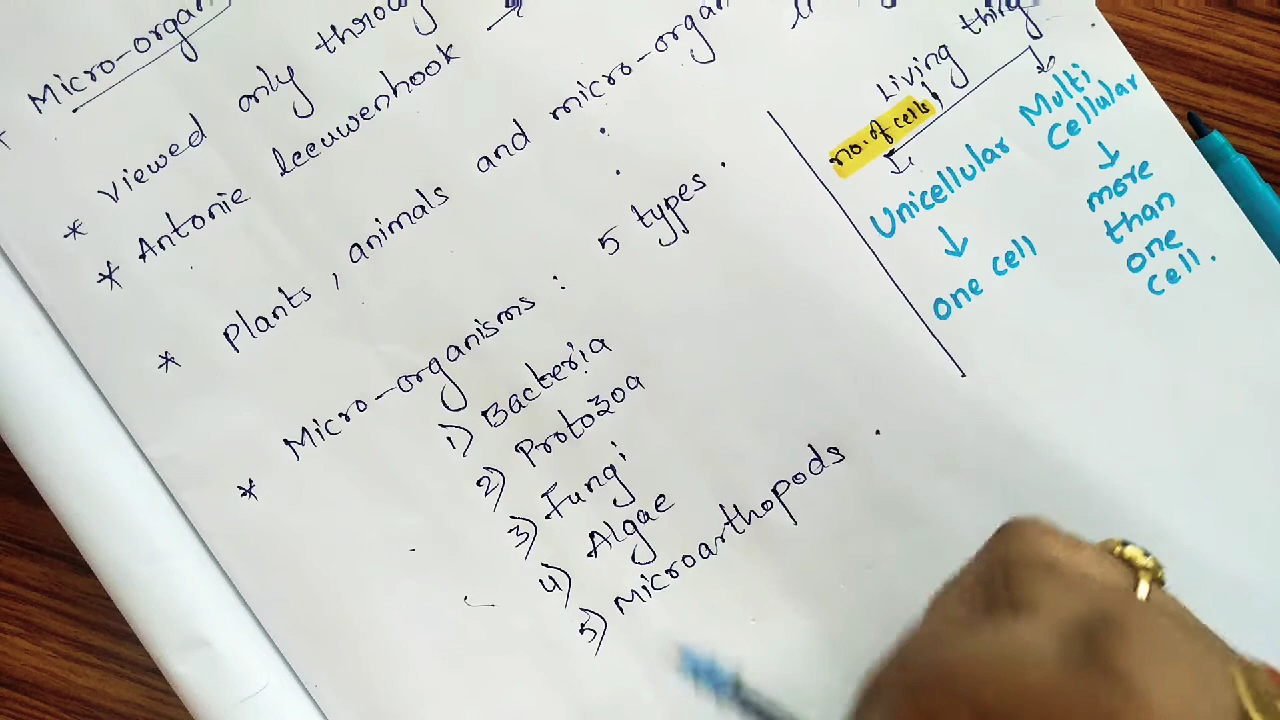 Micro-organ
* Viewed only throug
* Antonie leeuwenhook →
* Plants, animals and micro-organ
* Micro-organisms : 5 types.
1) Bacteria
2) Protozoa
3) Fungi
4) Algae
5) Microarthopods.
Living thing
no. of cells
Unicellular
↓
one cell
Multi
Cellular
↓
more
than
one
cell.